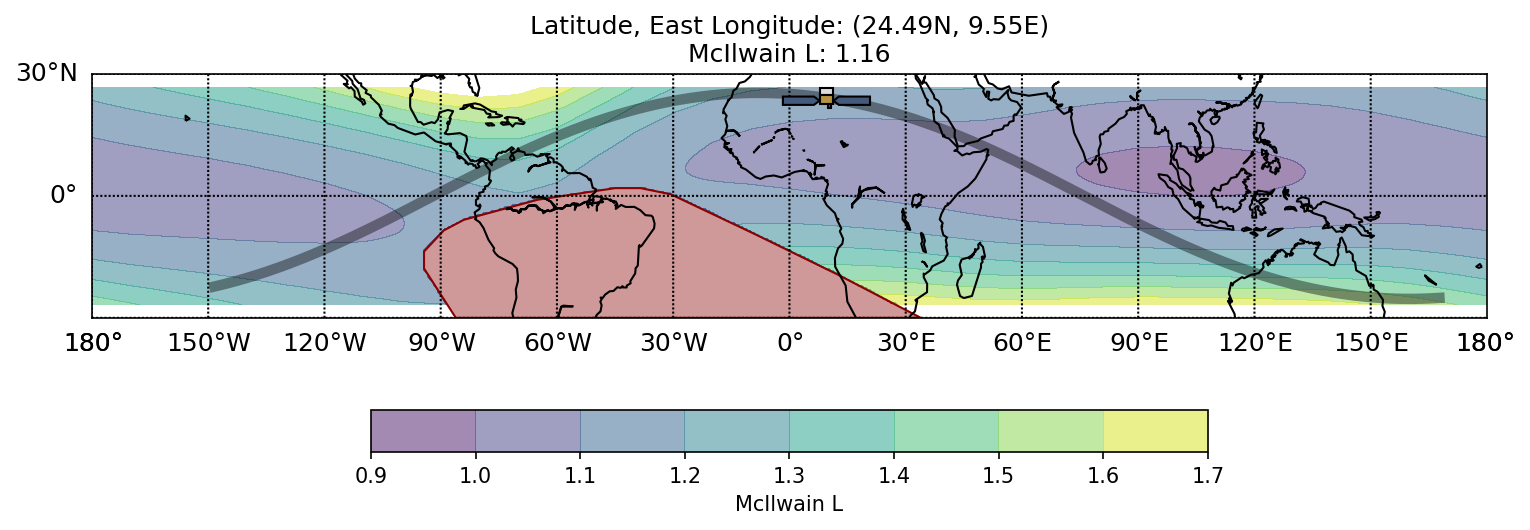 Latitude, East Longitude: (24.49N, 9.55E)
McIlwain L: 1.16
30°N
0°
180° 150°W 120°W 90°W 60°W 30°W 0° 30°E 60°E 90°E 120°E 150°E 180°
0.9 1.0 1.1 1.2 1.3 1.4 1.5 1.6 1.7
McIlwain L